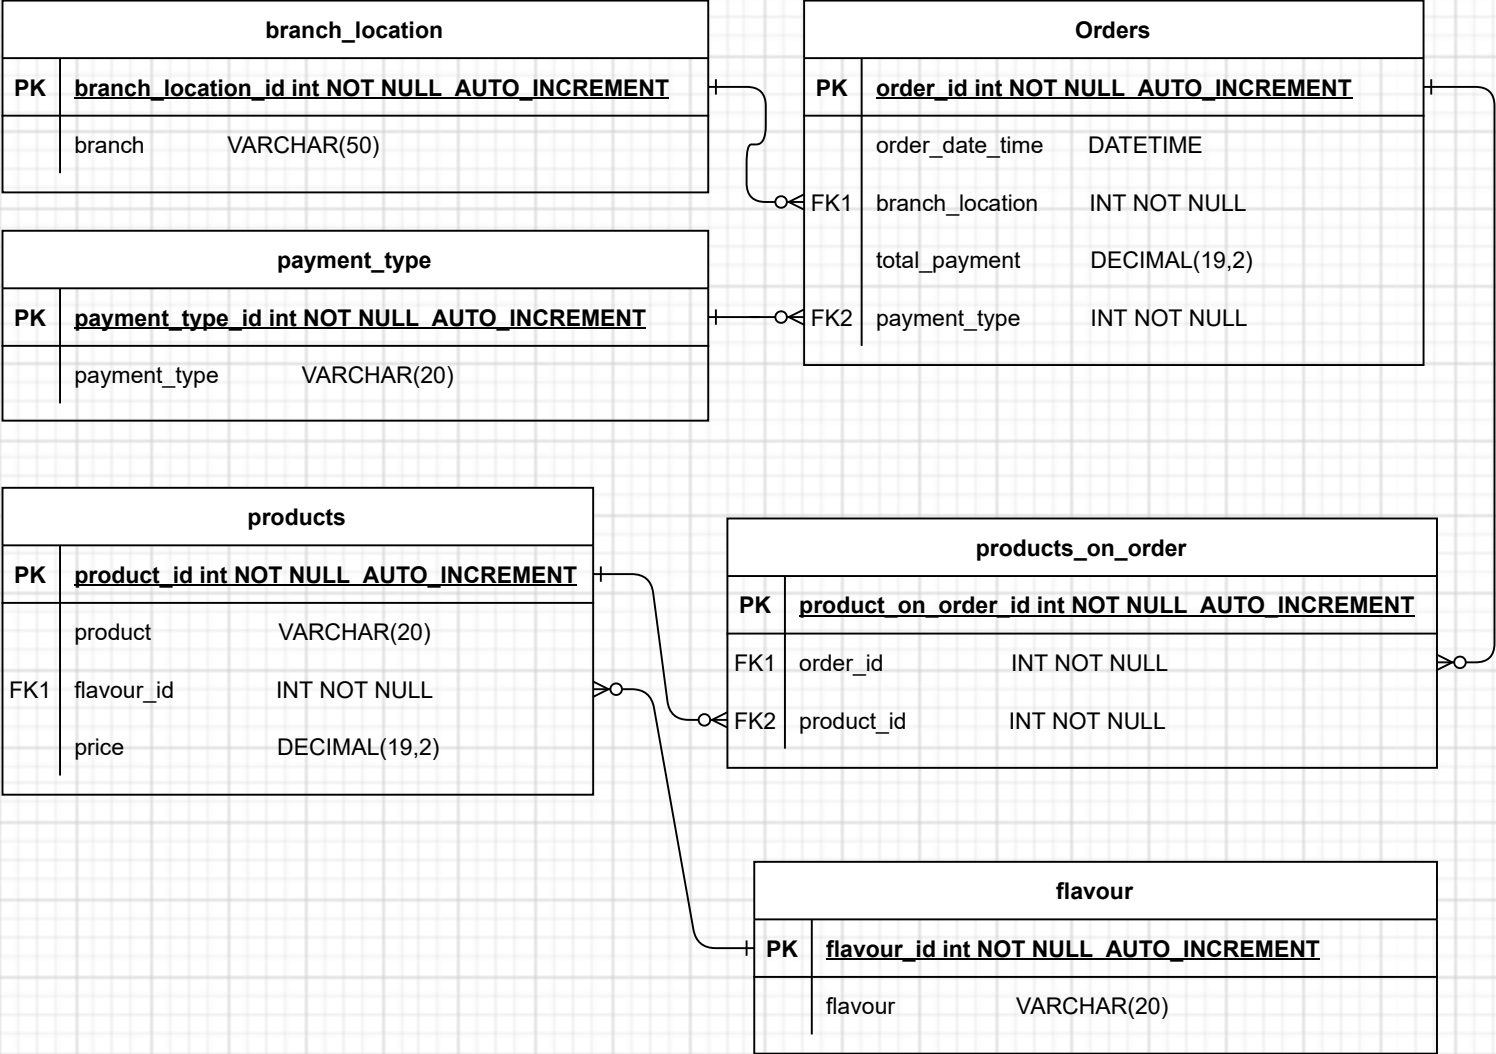 branch_location
PK branch_location_id int NOT NULL AUTO_INCREMENT
branch VARCHAR(50)
Orders
PK order_id int NOT NULL AUTO_INCREMENT
order_date_time DATETIME
FK1 branch_location INT NOT NULL
total_payment DECIMAL(19,2)
FK2 payment_type INT NOT NULL
payment_type
PK payment_type_id int NOT NULL AUTO_INCREMENT
payment_type VARCHAR(20)
products
PK product_id int NOT NULL AUTO_INCREMENT
product VARCHAR(20)
FK1 flavour_id INT NOT NULL
price DECIMAL(19,2)
products_on_order
PK product_on_order_id int NOT NULL AUTO_INCREMENT
FK1 order_id INT NOT NULL
FK2 product_id INT NOT NULL
flavour
PK flavour_id int NOT NULL AUTO_INCREMENT
flavour VARCHAR(20)